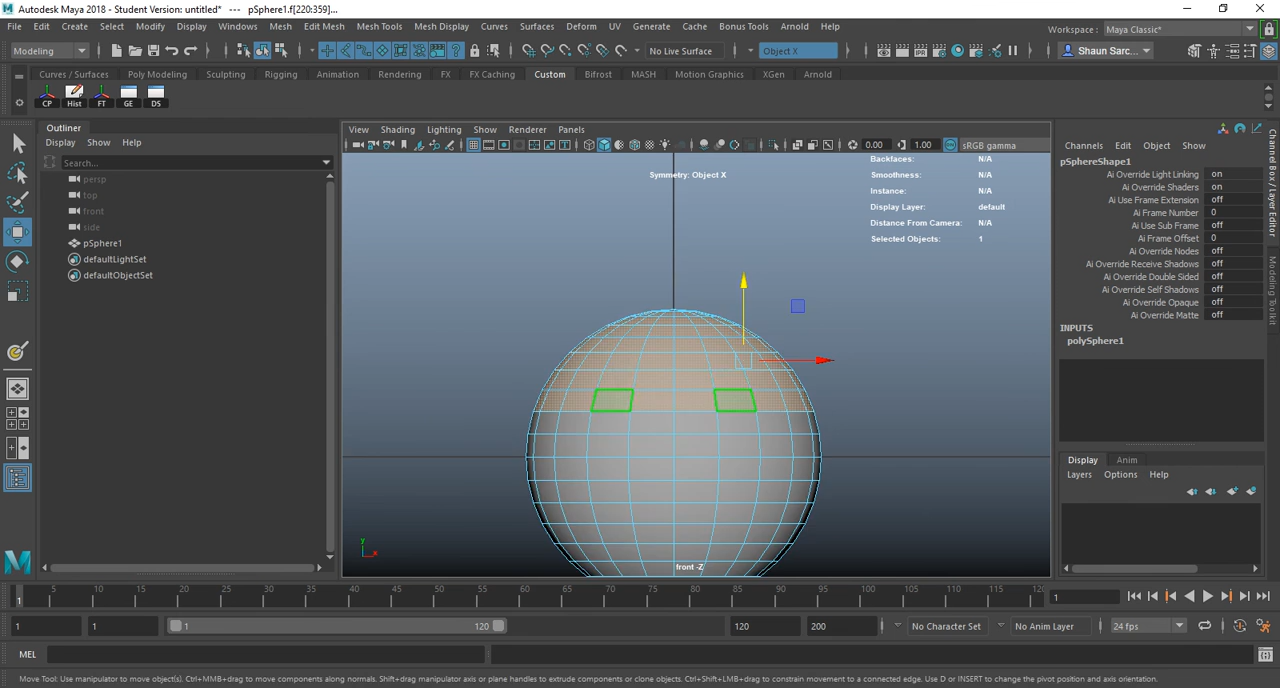 Autodesk Maya 2018 - Student Version: untitled*   ---   pSphere1.f[220:359]...
File Edit Create Select Modify Display Windows Mesh Edit Mesh Mesh Tools Mesh Display Curves Surfaces Deform UV Generate Cache Bonus Tools Arnold Help
Workspace : Maya Classic*
Modeling No Live Surface Object X Shaun Sarc...
Curves / Surfaces Poly Modeling Sculpting Rigging Animation Rendering FX FX Caching Custom Bifrost MASH Motion Graphics XGen Arnold
CP Hist FT GE DS
Outliner
Display Show Help
Search...
persp
top
front
side
pSphere1
defaultLightSet
defaultObjectSet
View Shading Lighting Show Renderer Panels
0.00 1.00 sRGB gamma
Symmetry: Object X
Backfaces: N/A
Smoothness: N/A
Instance: N/A
Display Layer: default
Distance From Camera: N/A
Selected Objects: 1
y
x
front -Z
Channels Edit Object Show
pSphereShape1
Ai Override Light Linking on
Ai Override Shaders on
Ai Use Frame Extension off
Ai Frame Number 0
Ai Use Sub Frame off
Ai Frame Offset 0
Ai Override Nodes off
Ai Override Receive Shadows off
Ai Override Double Sided off
Ai Override Self Shadows off
Ai Override Opaque off
Ai Override Matte off
INPUTS
polySphere1
Display Anim
Layers Options Help
Channel Box / Layer Editor
Modeling Toolkit
1 5 10 15 20 25 30 35 40 45 50 55 60 65 70 75 80 85 90 95 100 105 110 115 120
1
1 1 1 120 120 200 No Character Set No Anim Layer 24 fps
MEL
Move Tool: Use manipulator to move object(s). Ctrl+MMB+drag to move components along normals. Shift+drag manipulator axis or plane handles to extrude components or clone objects. Ctrl+Shift+LMB+drag to constrain movement to a connected edge. Use D or INSERT to change the pivot position and axis orientation.